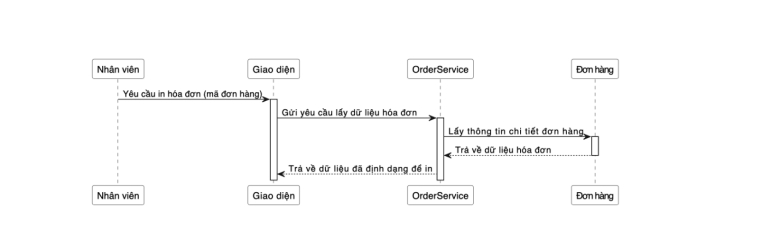 Nhân viên
Giao diện
OrderService
Đơn hàng
Yêu cầu in hóa đơn (mã đơn hàng)
Gửi yêu cầu lấy dữ liệu hóa đơn
Lấy thông tin chi tiết đơn hàng
Trả về dữ liệu hóa đơn
Trả về dữ liệu đã định dạng để in
Nhân viên
Giao diện
OrderService
Đơn hàng